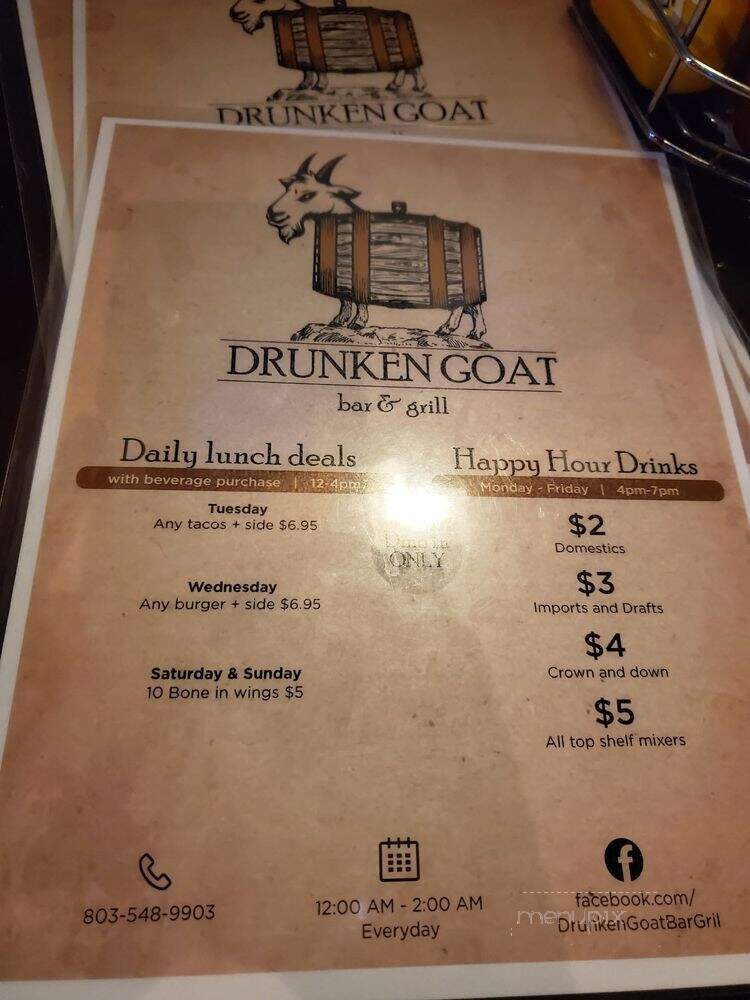 DRUNKEN GOAT
DRUNKEN GOAT
bar & grill
Daily lunch deals
with beverage purchase | 12-4pm
Tuesday
Any tacos + side $6.95
Wednesday
Any burger + side $6.95
Saturday & Sunday
10 Bone in wings $5
Dine in
ONLY
Happy Hour Drinks
Monday - Friday | 4pm-7pm
$2
Domestics
$3
Imports and Drafts
$4
Crown and down
$5
All top shelf mixers
803-548-9903
12:00 AM - 2:00 AM
Everyday
facebook.com/
DrunkenGoatBarGril
menupix